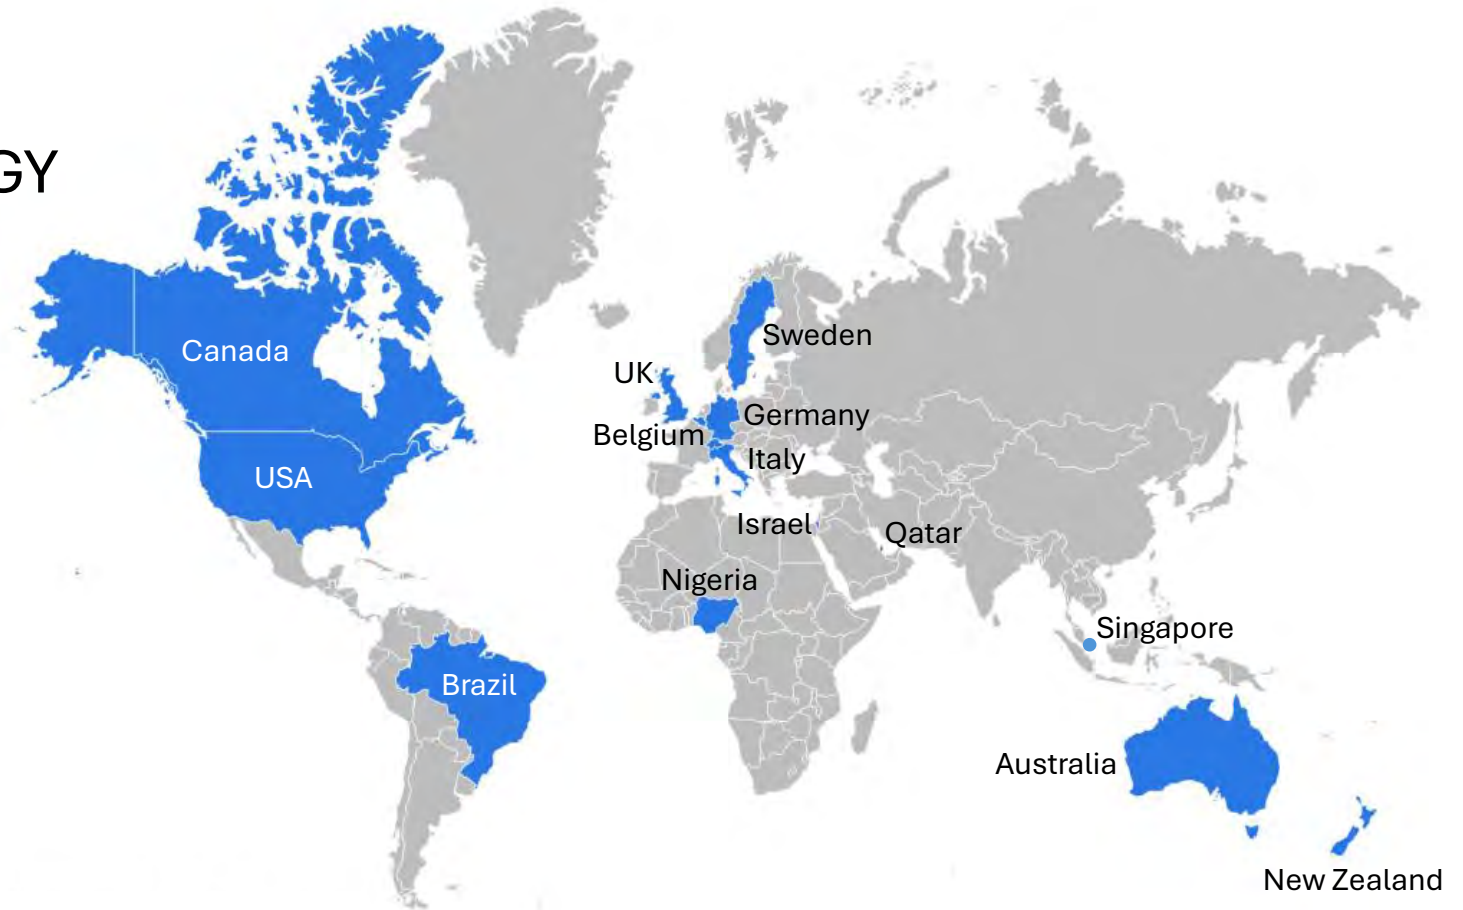 GY
Canada
USA
Brazil
UK
Sweden
Belgium
Germany
Italy
Israel
Qatar
Nigeria
Singapore
Australia
New Zealand